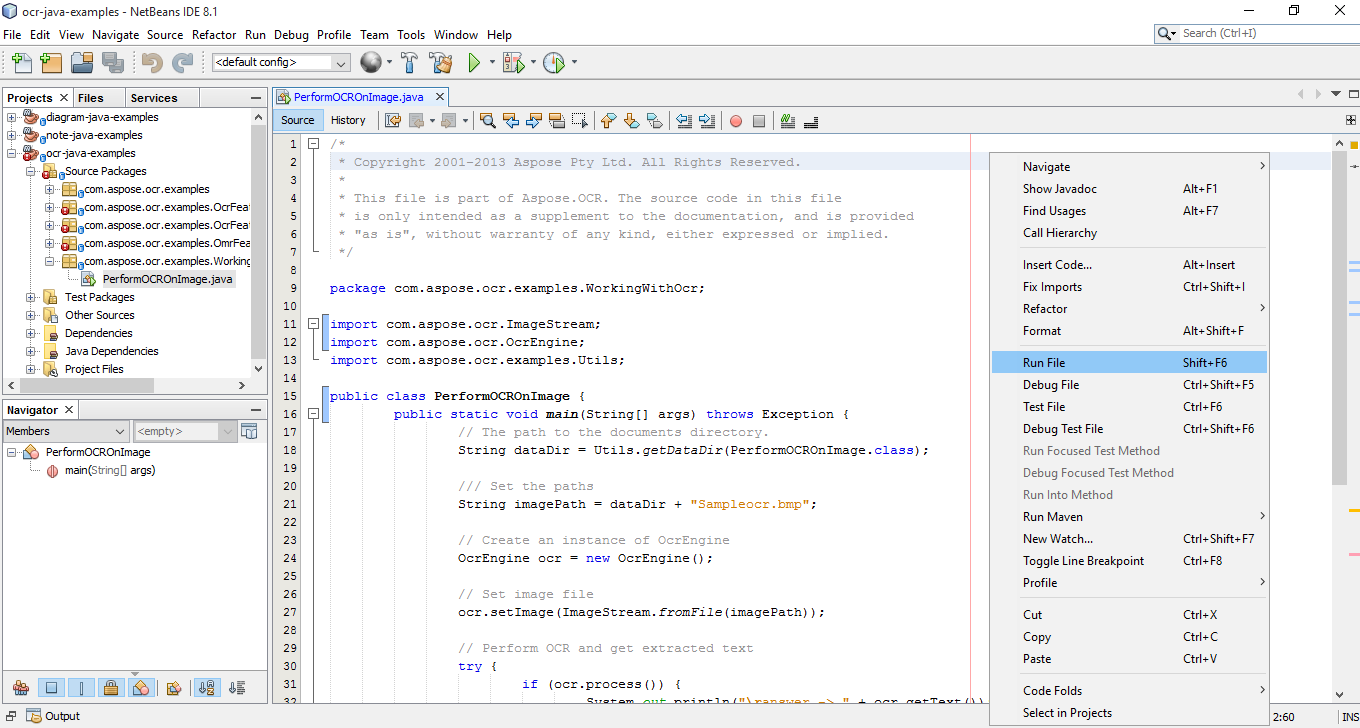 ocr-java-examples - NetBeans IDE 8.1
File Edit View Navigate Source Refactor Run Debug Profile Team Tools Window Help
Search (Ctrl+I)
<default config>
Projects Files Services
diagram-java-examples
note-java-examples
ocr-java-examples
Source Packages
com.aspose.ocr.examples
com.aspose.ocr.examples.OcrFeat
com.aspose.ocr.examples.OcrFeat
com.aspose.ocr.examples.OmrFea
com.aspose.ocr.examples.Working
PerformOCROnImage.java
Test Packages
Other Sources
Dependencies
Java Dependencies
Project Files
Navigator
Members <empty>
PerformOCROnImage
main(String[] args)
Output
PerformOCROnImage.java
Source History
1 /*
2 * Copyright 2001-2013 Aspose Pty Ltd. All Rights Reserved.
3 *
4 * This file is part of Aspose.OCR. The source code in this file
5 * is only intended as a supplement to the documentation, and is provided
6 * "as is", without warranty of any kind, either expressed or implied.
7 */
8
9 package com.aspose.ocr.examples.WorkingWithOcr;
10
11 import com.aspose.ocr.ImageStream;
12 import com.aspose.ocr.OcrEngine;
13 import com.aspose.ocr.examples.Utils;
14
15 public class PerformOCROnImage {
16 public static void main(String[] args) throws Exception {
17 // The path to the documents directory.
18 String dataDir = Utils.getDataDir(PerformOCROnImage.class);
19
20 /// Set the paths
21 String imagePath = dataDir + "Sampleocr.bmp";
22
23 // Create an instance of OcrEngine
24 OcrEngine ocr = new OcrEngine();
25
26 // Set image file
27 ocr.setImage(ImageStream.fromFile(imagePath));
28
29 // Perform OCR and get extracted text
30 try {
31 if (ocr.process()) {
32 System.out.println("\ranswer -> " + ocr.getText())
Navigate
Show Javadoc Alt+F1
Find Usages Alt+F7
Call Hierarchy
Insert Code... Alt+Insert
Fix Imports Ctrl+Shift+I
Refactor
Format Alt+Shift+F
Run File Shift+F6
Debug File Ctrl+Shift+F5
Test File Ctrl+F6
Debug Test File Ctrl+Shift+F6
Run Focused Test Method
Debug Focused Test Method
Run Into Method
Run Maven
New Watch... Ctrl+Shift+F7
Toggle Line Breakpoint Ctrl+F8
Profile
Cut Ctrl+X
Copy Ctrl+C
Paste Ctrl+V
Code Folds
Select in Projects
2:60 INS